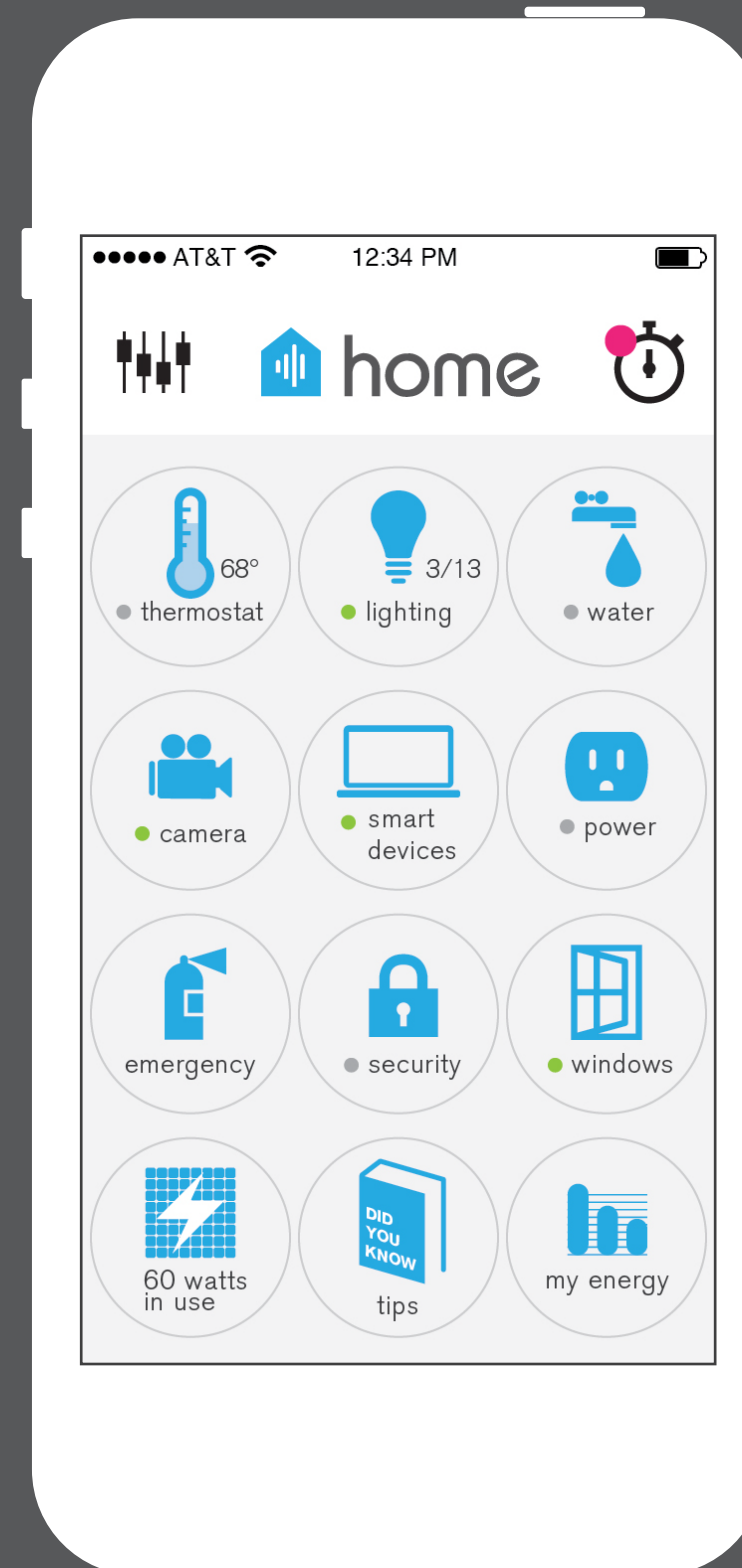 AT&T 12:34 PM
home
68°
thermostat
3/13
lighting
water
camera
smart
devices
power
emergency
security
windows
60 watts
in use
DID
YOU
KNOW
tips
my energy